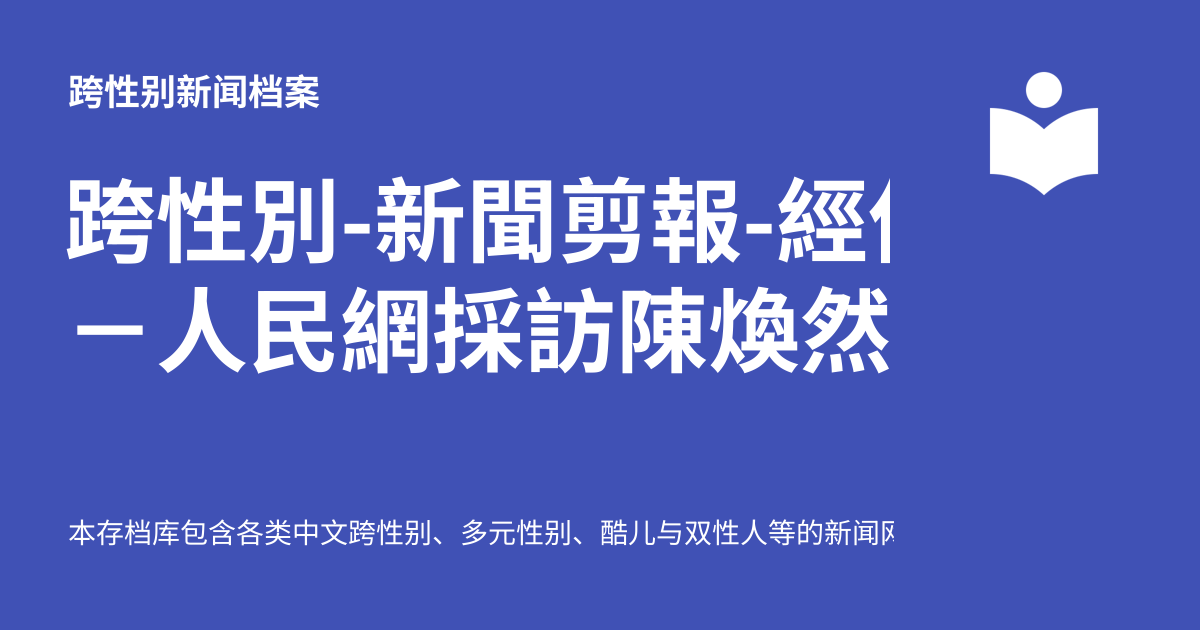 跨性别新闻档案
跨性別-新聞剪報-經
－人民網採訪陳煥然
本存档库包含各类中文跨性别、多元性别、酷儿与双性人等的新闻